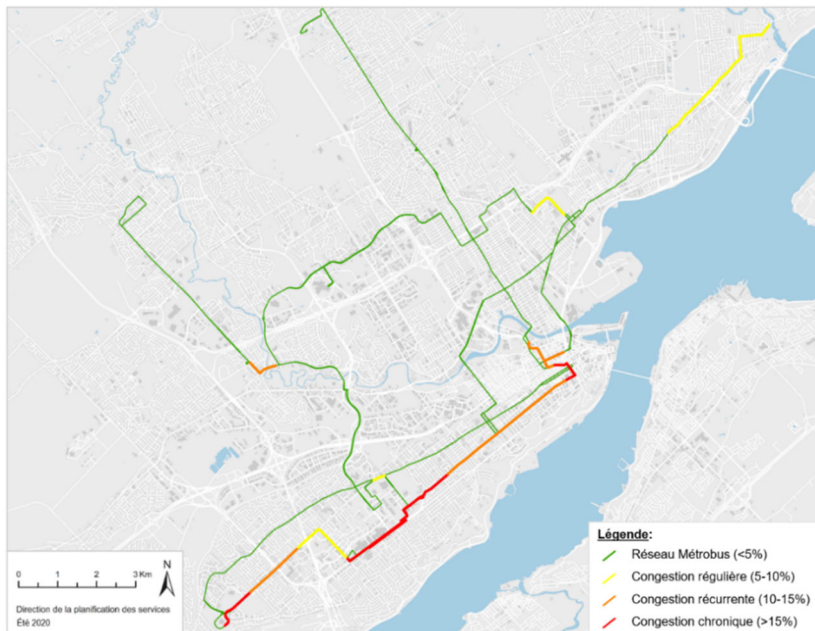 Légende:
Réseau Métrobus (<5%)
Congestion régulière (5-10%)
Congestion récurrente (10-15%)
Congestion chronique (>15%)
N
0 1 2 3 Km
Direction de la planification des services
Été 2020